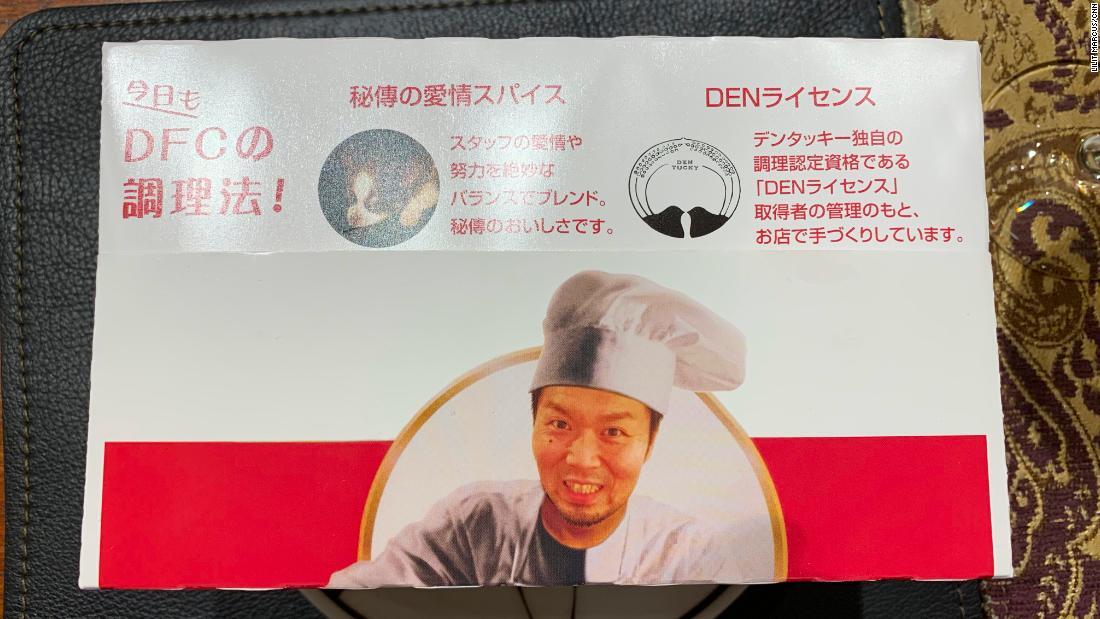 今日も
DFCの
調理法!
秘傳の愛情スパイス
スタッフの愛情や
努力を絶妙な
バランスでブレンド。
秘傳のおいしさです。
DENライセンス
DEN
TUCKY
デンタッキー独自の
調理認定資格である
「DENライセンス」
取得者の管理のもと、
お店で手づくりしています。
LILIT MARCUS/CNN